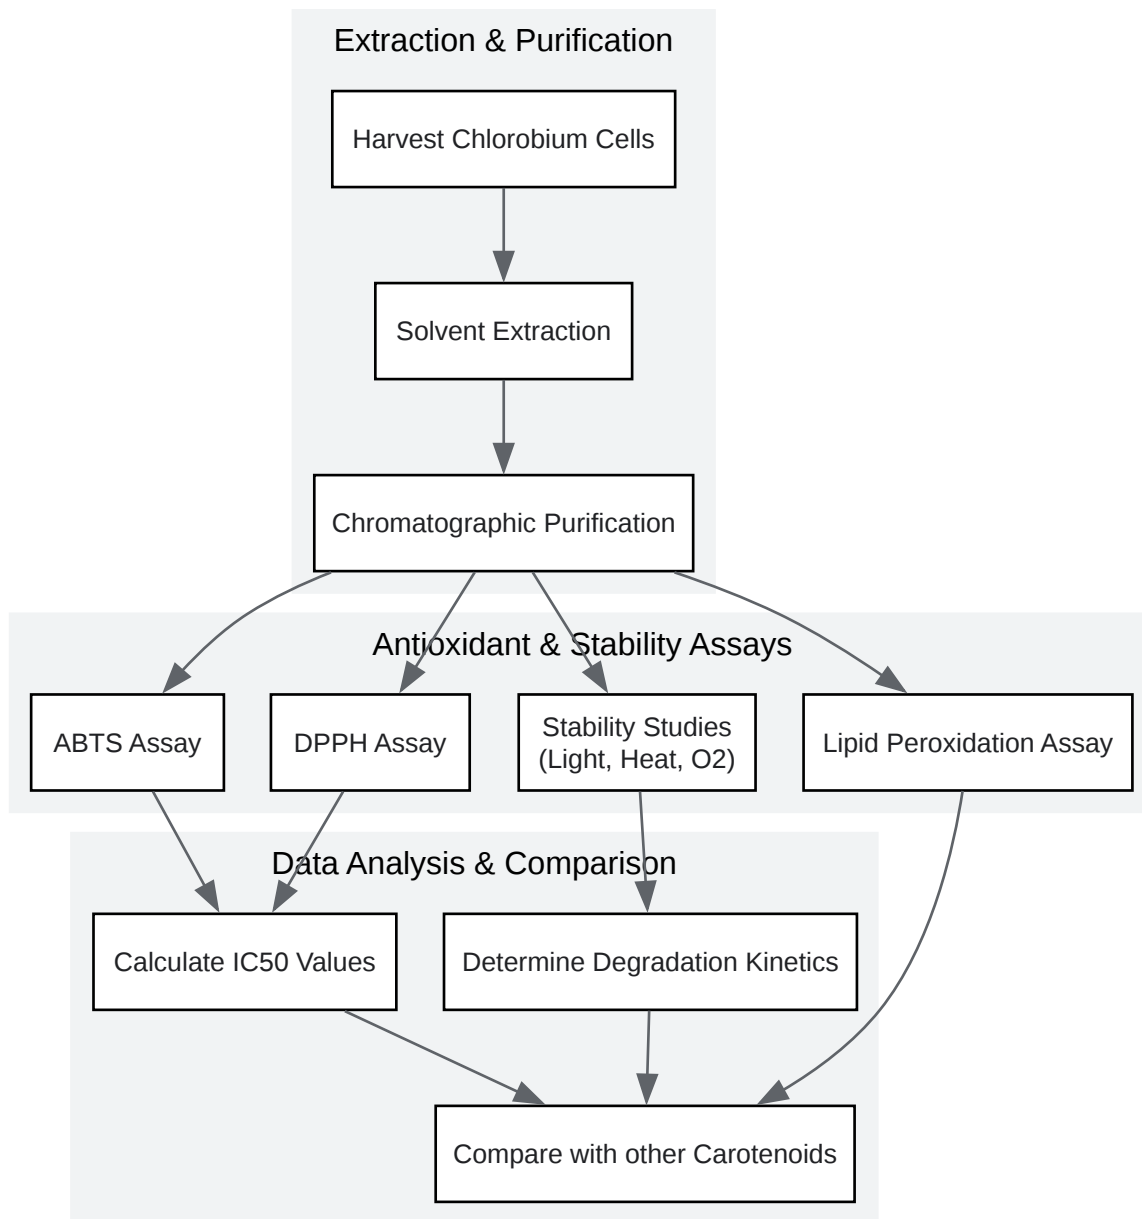 Extraction & Purification
Harvest Chlorobium Cells
Solvent Extraction
Chromatographic Purification
Antioxidant & Stability Assays
ABTS Assay
DPPH Assay
Stability Studies
(Light, Heat, O2)
Lipid Peroxidation Assay
Data Analysis & Comparison
Calculate IC50 Values
Determine Degradation Kinetics
Compare with other Carotenoids